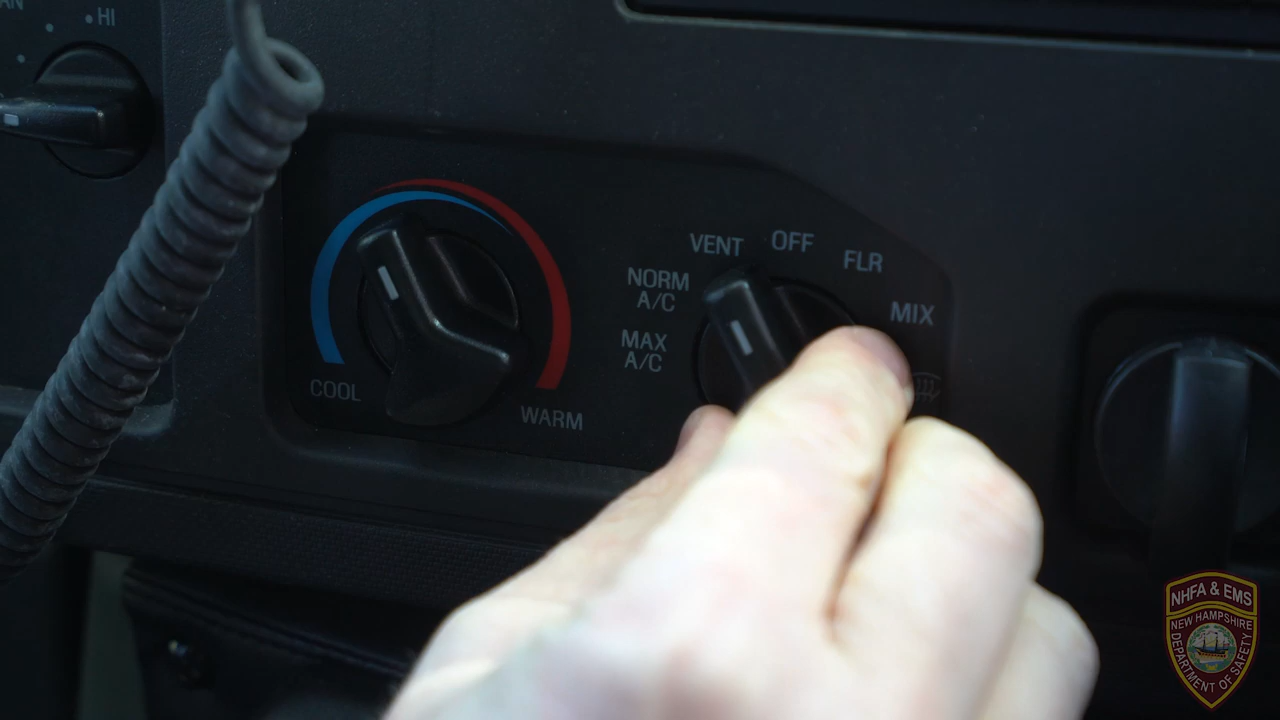 HI
VENT
OFF
FLR
NORM
A/C
MIX
MAX
A/C
COOL
WARM
NHFA & EMS
NEW HAMPSHIRE
DEPARTMENT OF SAFETY